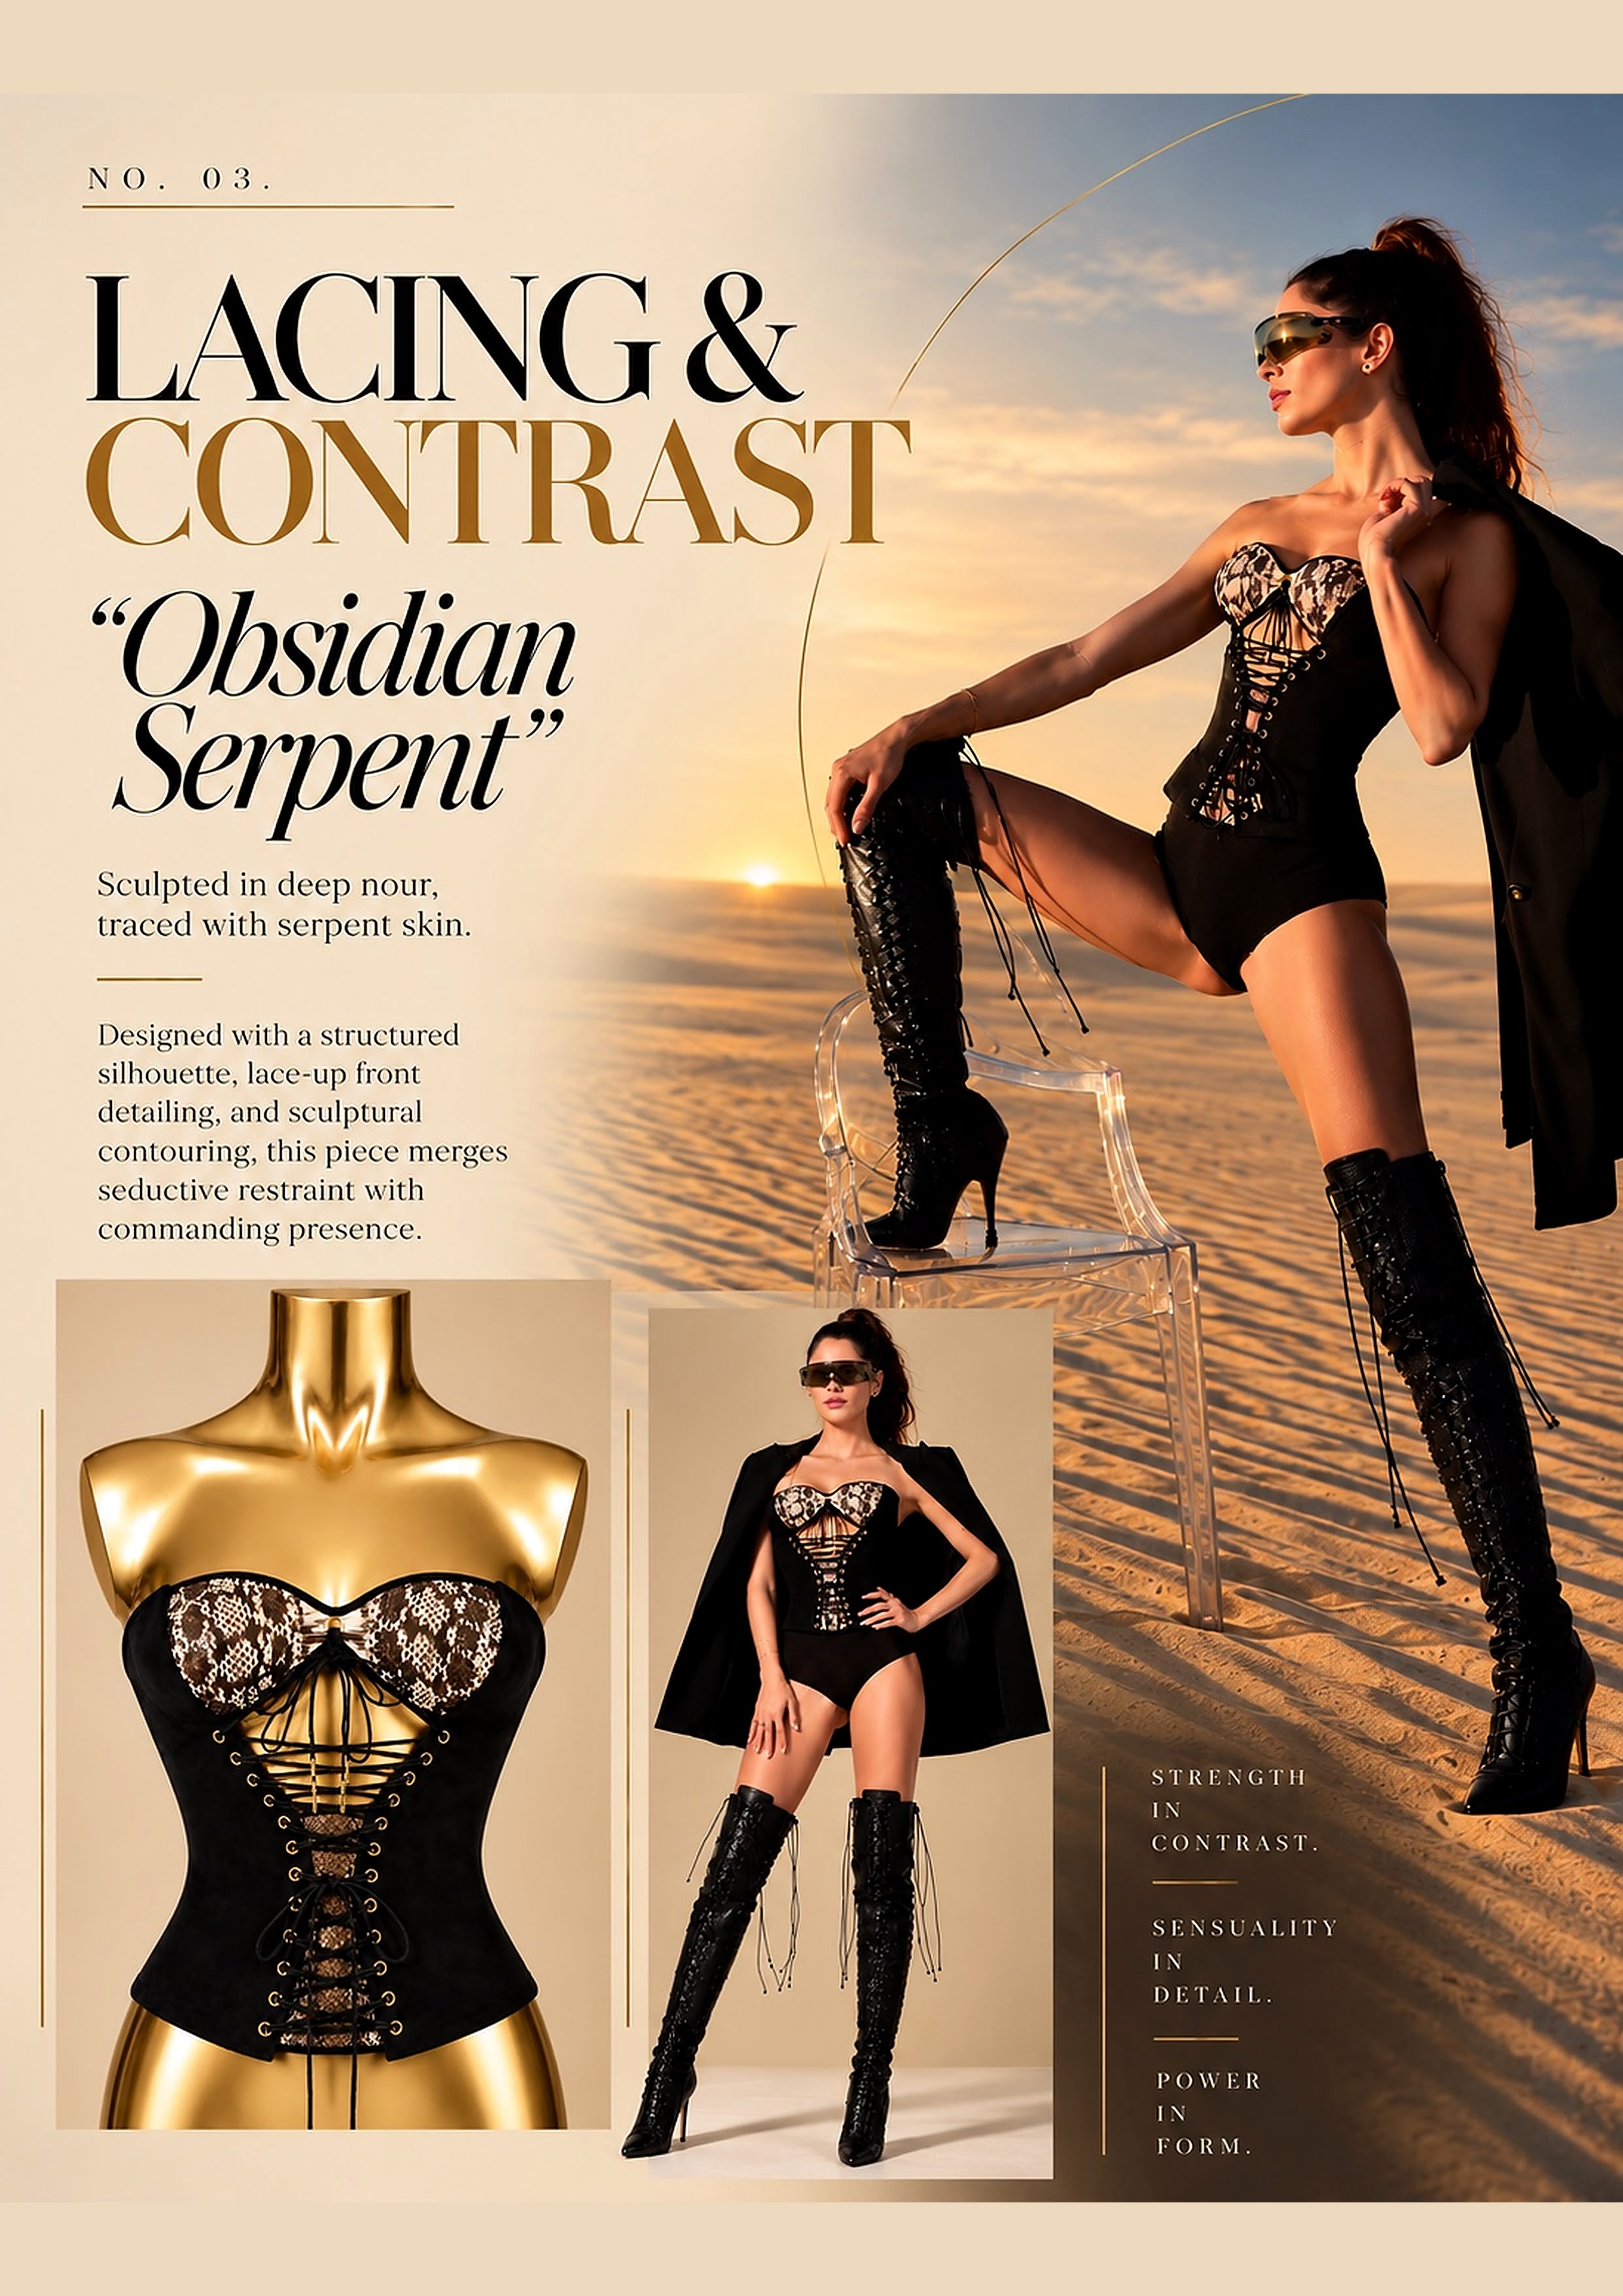 NO. 03.
LACING &
CONTRAST
“Obsidian
Serpent”
Sculpted in deep nour,
traced with serpent skin.
Designed with a structured
silhouette, lace-up front
detailing, and sculptural
contouring, this piece merges
seductive restraint with
commanding presence.
STRENGTH
IN
CONTRAST.
SENSUALITY
IN
DETAIL.
POWER
IN
FORM.